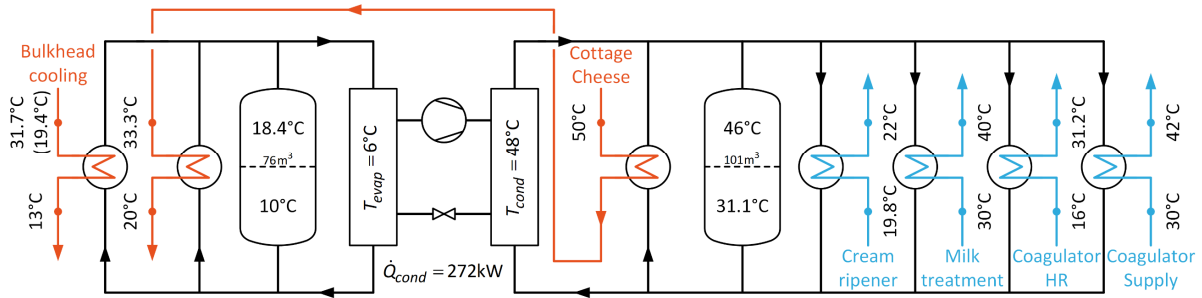 Bulkhead
cooling
31.7°C
(19.4°C)
13°C
33.3°C
20°C
18.4°C
76m³
10°C
T_evap = 6°C
T_cond = 48°C
Q̇_cond = 272kW
Cottage
Cheese
50°C
46°C
101m³
31.1°C
22°C
19.8°C
Cream
ripener
40°C
30°C
Milk
treatment
31.2°C
16°C
Coagulator
HR
42°C
30°C
Coagulator
Supply